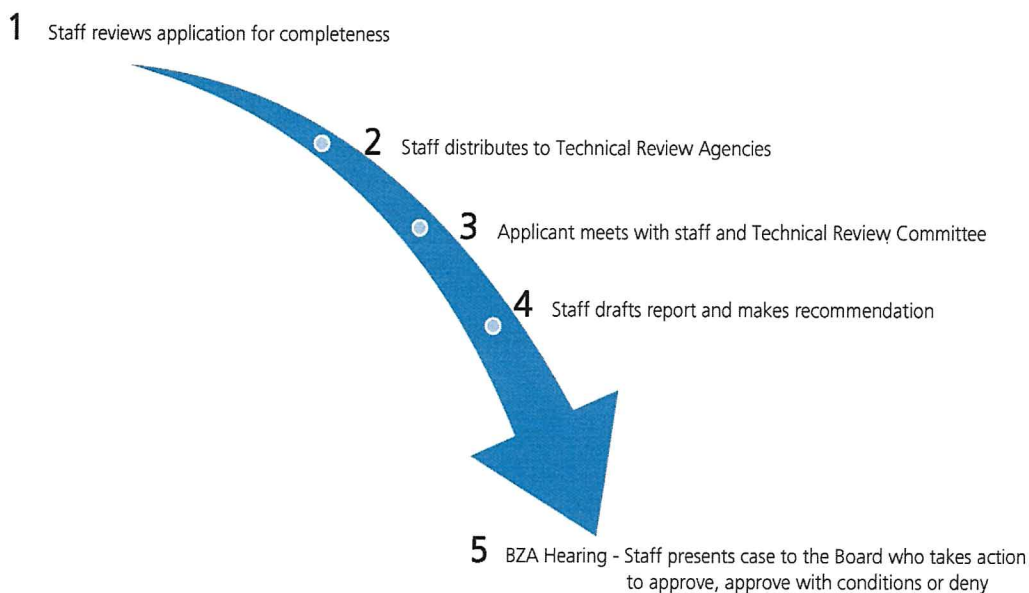 1 Staff reviews application for completeness
2 Staff distributes to Technical Review Agencies
3 Applicant meets with staff and Technical Review Committee
4 Staff drafts report and makes recommendation
5 BZA Hearing - Staff presents case to the Board who takes action
to approve, approve with conditions or deny